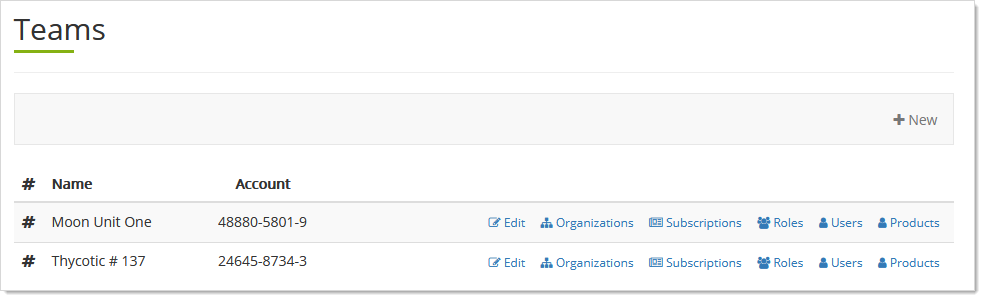 Teams
+ New
# Name Account
# Moon Unit One 48880-5801-9 Edit Organizations Subscriptions Roles Users Products
# Thycotic # 137 24645-8734-3 Edit Organizations Subscriptions Roles Users Products